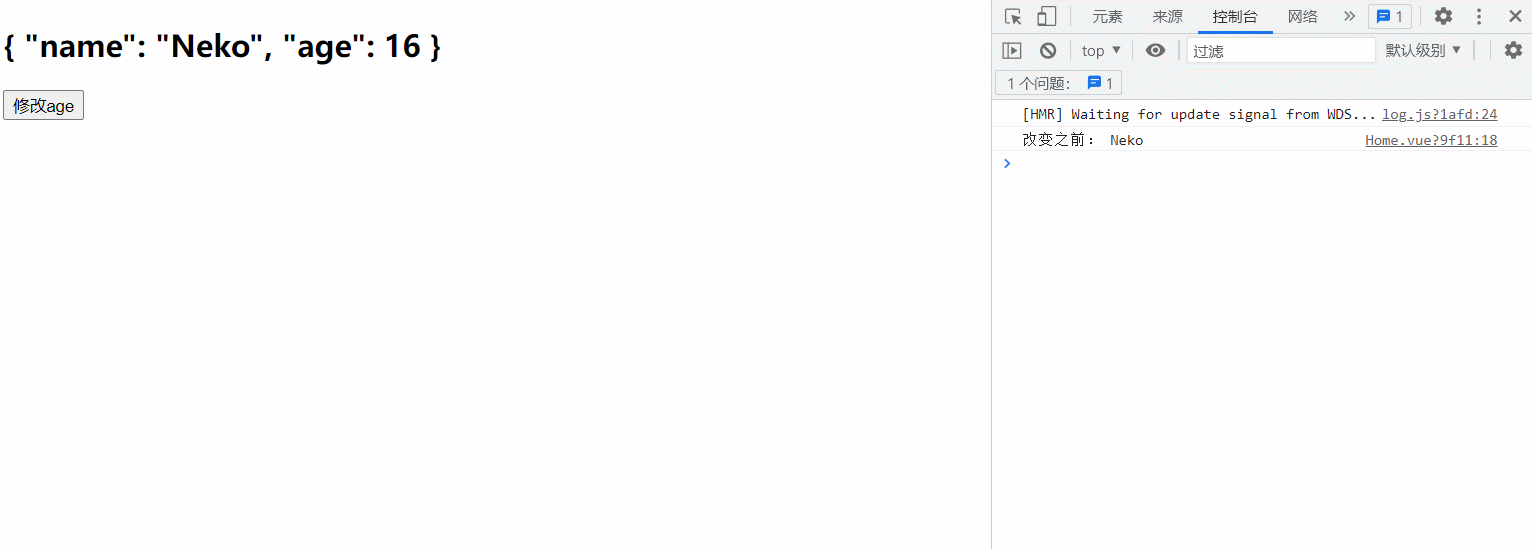 { "name": "Neko", "age": 16 }
修改age
元素 来源 控制台 网络 1
top 过滤 默认级别
1 个问题: 1
[HMR] Waiting for update signal from WDS... log.js?1afd:24
改变之前: Neko Home.vue?9f11:18